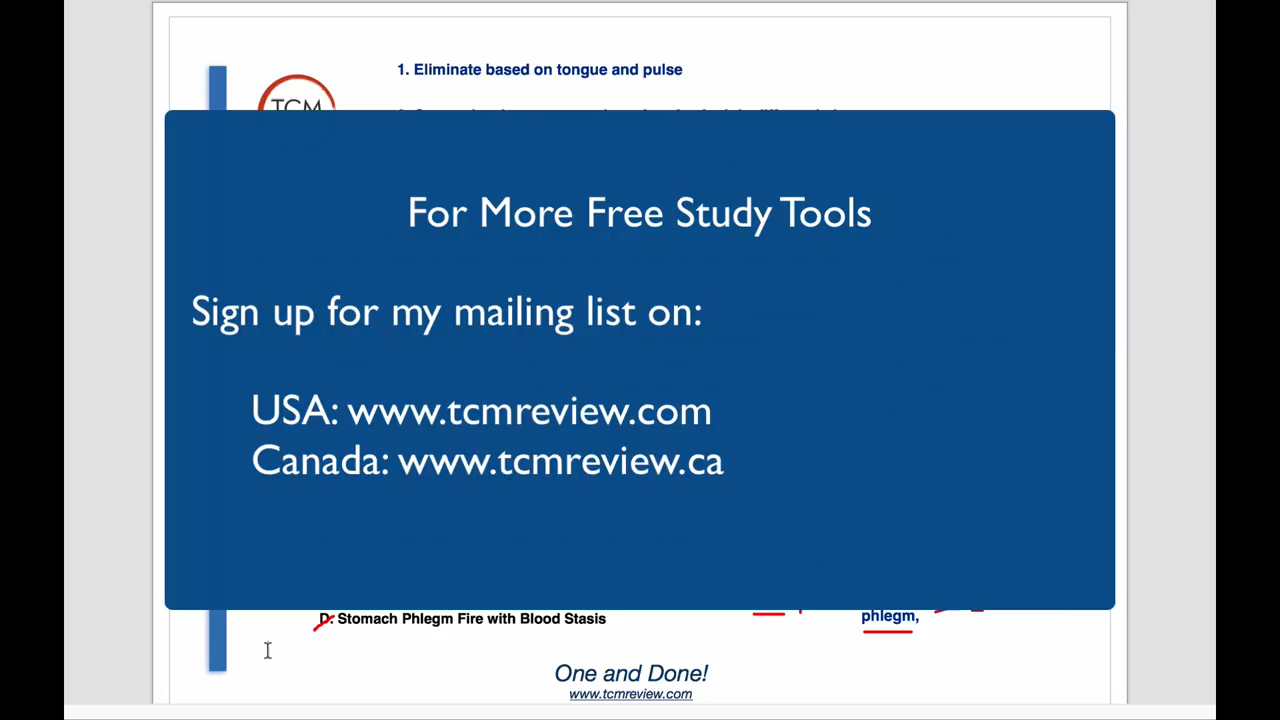 1. Eliminate based on tongue and pulse
TCM
For More Free Study Tools
Sign up for my mailing list on:
USA: www.tcmreview.com
Canada: www.tcmreview.ca
D. Stomach Phlegm Fire with Blood Stasis
phlegm,
One and Done!
www.tcmreview.com